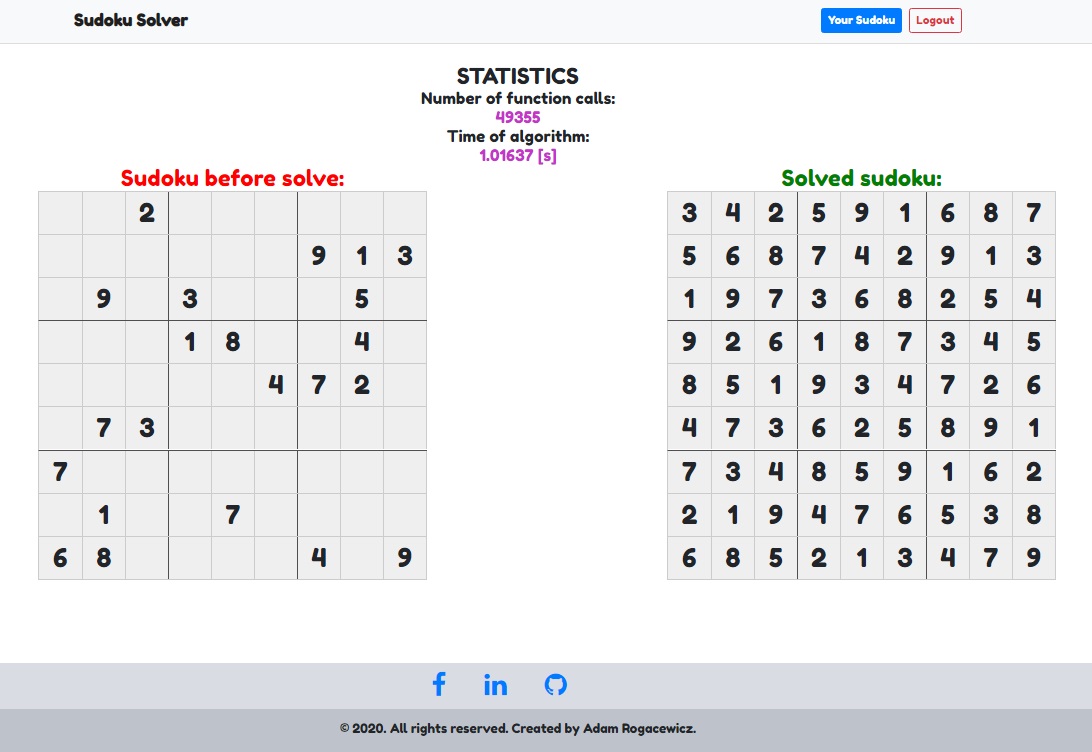 Sudoku Solver
Your Sudoku Logout
STATISTICS
Number of function calls:
49355
Time of algorithm:
1.01637 [s]
Sudoku before solve:
2
9 1 3
9 3 5
1 8 4
4 7 2
7 3
7
1 7
6 8 4 9
Solved sudoku:
3 4 2 5 9 1 6 8 7
5 6 8 7 4 2 9 1 3
1 9 7 3 6 8 2 5 4
9 2 6 1 8 7 3 4 5
8 5 1 9 3 4 7 2 6
4 7 3 6 2 5 8 9 1
7 3 4 8 5 9 1 6 2
2 1 9 4 7 6 5 3 8
6 8 5 2 1 3 4 7 9
© 2020. All rights reserved. Created by Adam Rogacewicz.